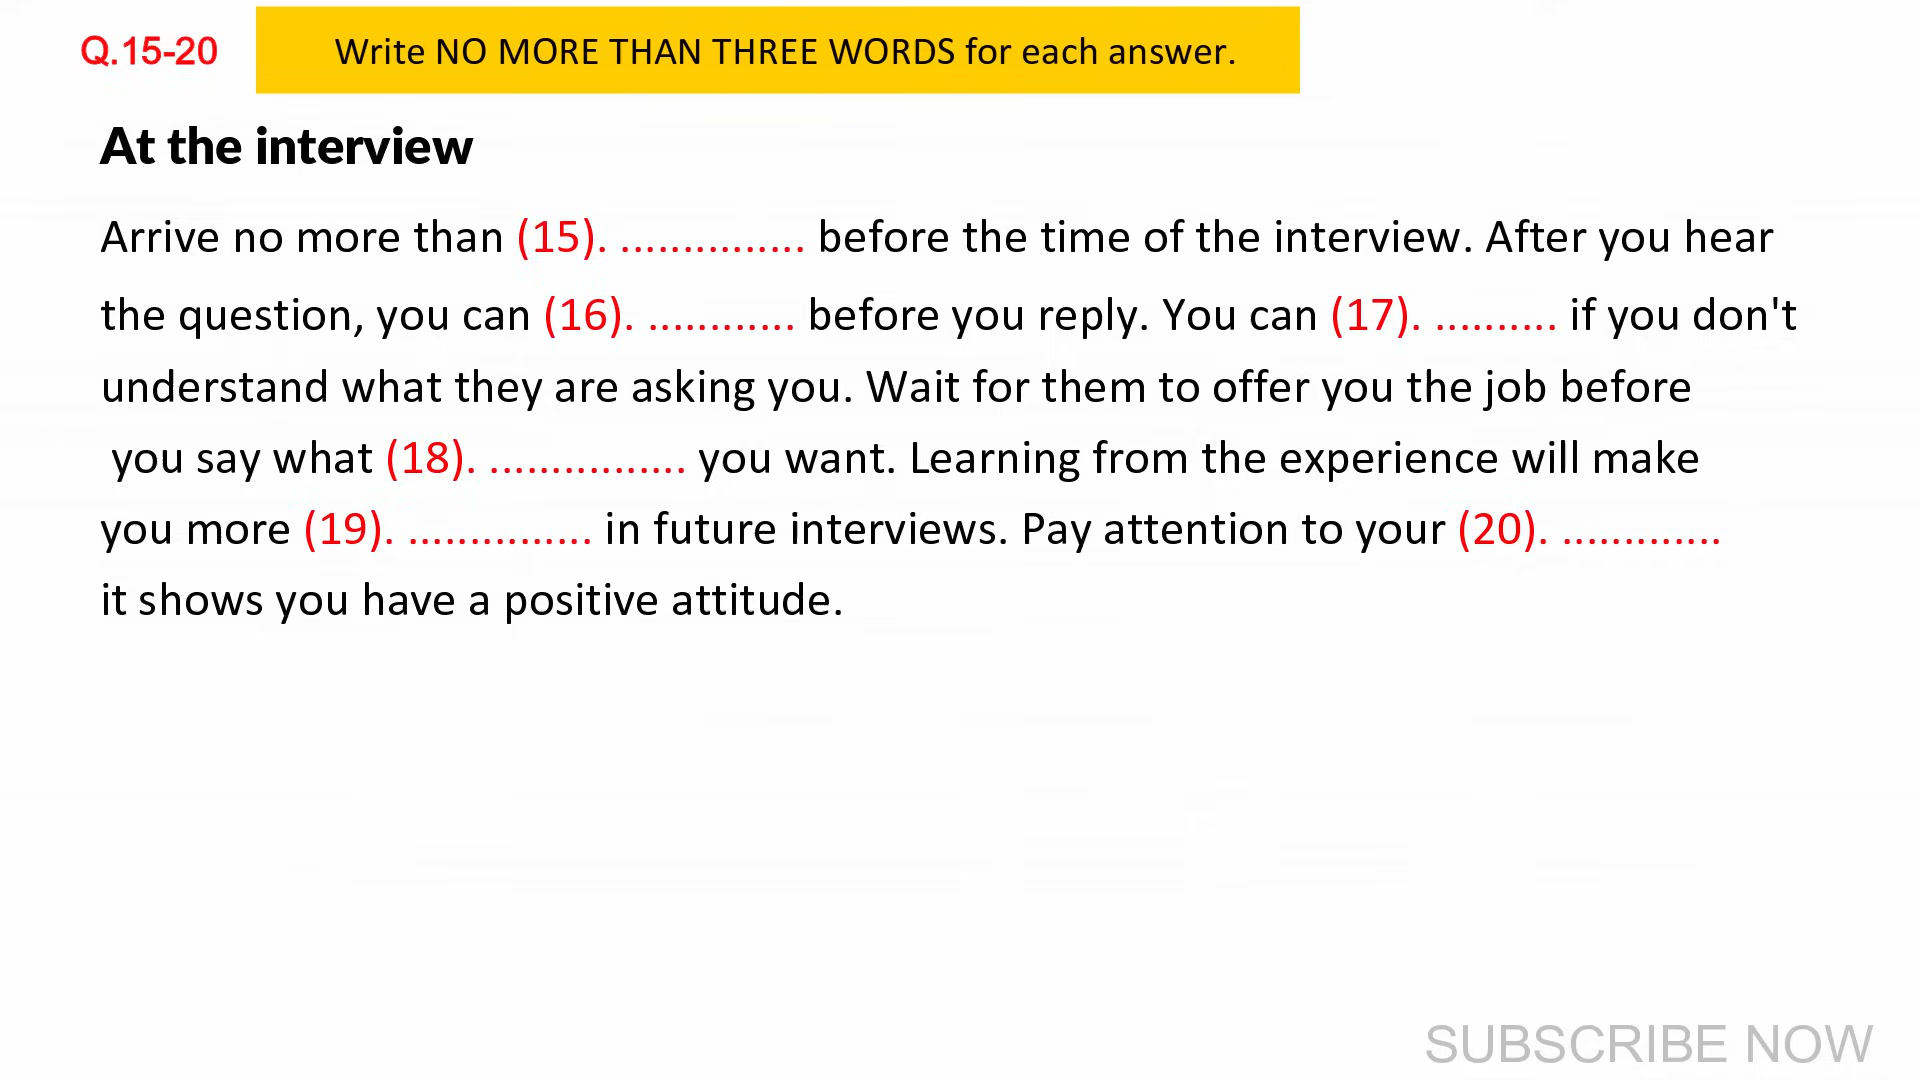 Q.15-20
Write NO MORE THAN THREE WORDS for each answer.
At the interview
Arrive no more than (15). ............... before the time of the interview. After you hear
the question, you can (16). ............ before you reply. You can (17). .......... if you don't
understand what they are asking you. Wait for them to offer you the job before
you say what (18). ................ you want. Learning from the experience will make
you more (19). ............... in future interviews. Pay attention to your (20). .............
it shows you have a positive attitude.
SUBSCRIBE NOW